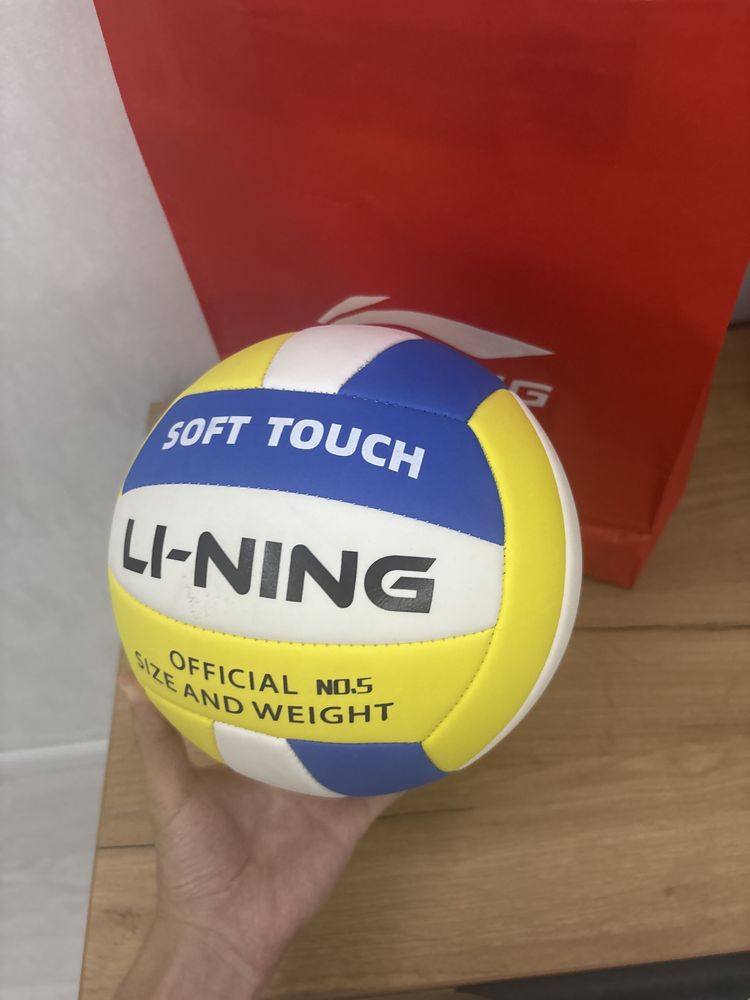 SOFT TOUCH
LI-NING
OFFICIAL NO.5
SIZE AND WEIGHT